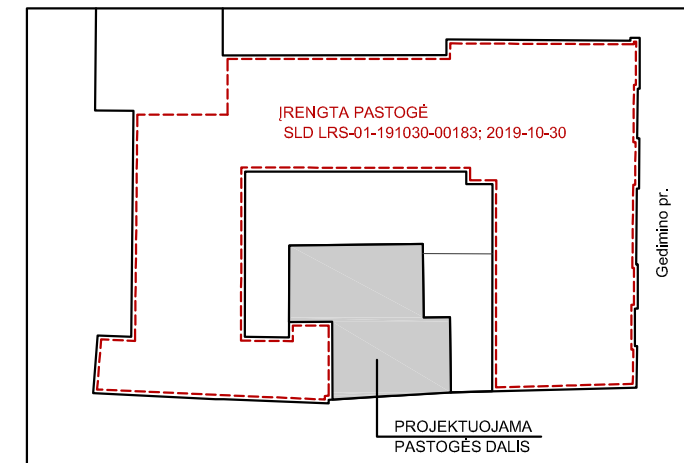 ĮRENGTA PASTOGĖ
SLD LRS-01-191030-00183; 2019-10-30
Gedimino pr.
PROJEKTUOJAMA
PASTOGĖS DALIS